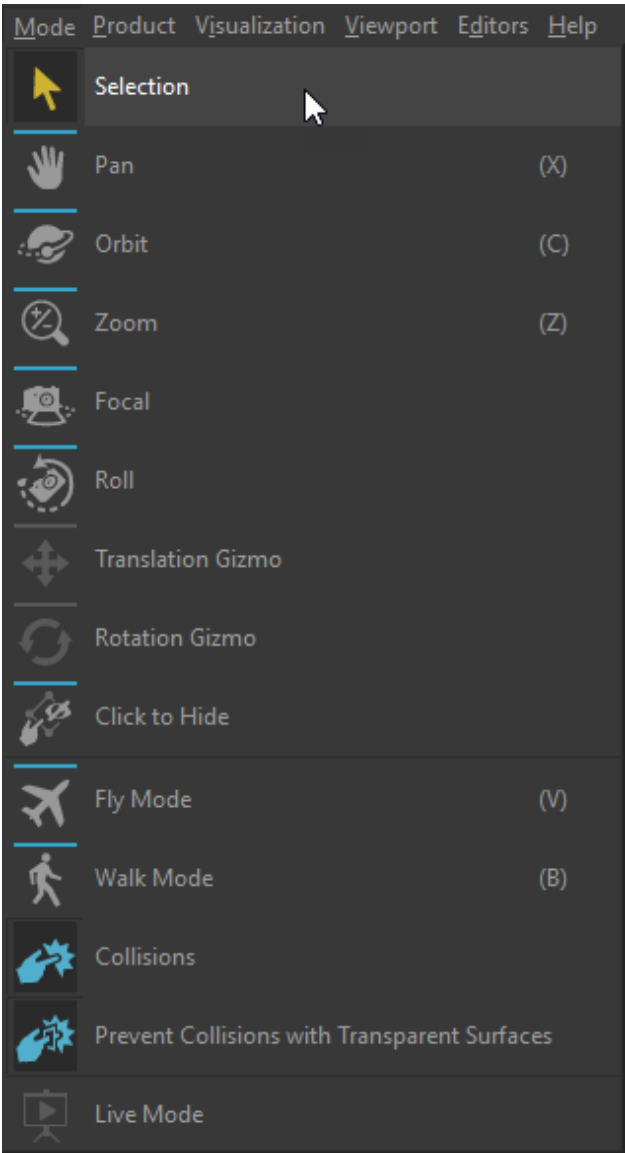 Mode Product Visualization Viewport Editors Help
Selection
Pan (X)
Orbit (C)
Zoom (Z)
Focal
Roll
Translation Gizmo
Rotation Gizmo
Click to Hide
Fly Mode (V)
Walk Mode (B)
Collisions
Prevent Collisions with Transparent Surfaces
Live Mode